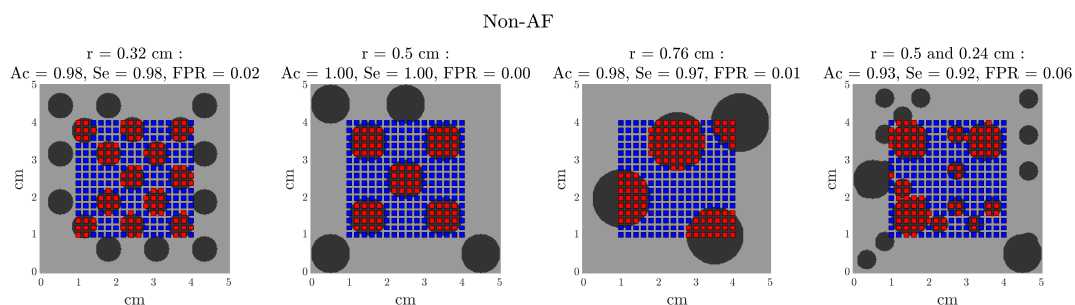 Non-AF
r = 0.32 cm :
Ac = 0.98, Se = 0.98, FPR = 0.02
r = 0.5 cm :
Ac = 1.00, Se = 1.00, FPR = 0.00
r = 0.76 cm :
Ac = 0.98, Se = 0.97, FPR = 0.01
r = 0.5 and 0.24 cm :
Ac = 0.93, Se = 0.92, FPR = 0.06
5
4
3
2
1
0
cm
0 1 2 3 4 5
cm
5
4
3
2
1
0
cm
0 1 2 3 4 5
cm
5
4
3
2
1
0
cm
0 1 2 3 4 5
cm
5
4
3
2
1
0
cm
0 1 2 3 4 5
cm